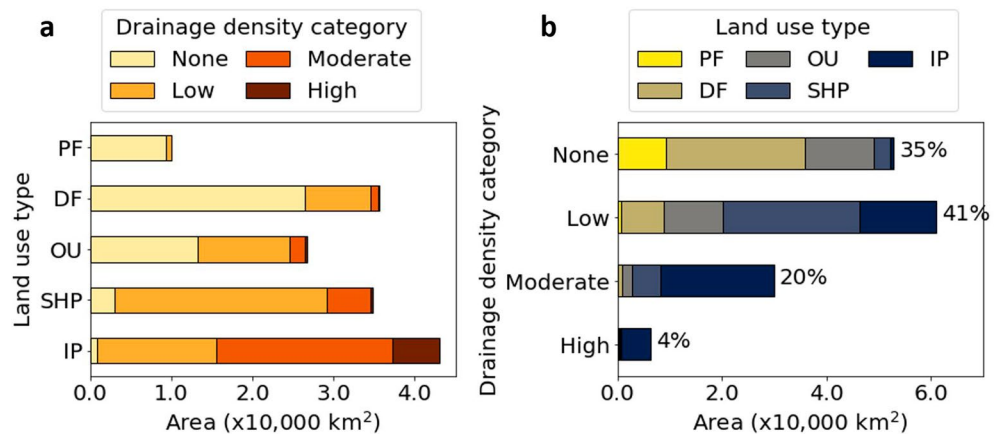 a
Drainage density category
None
Moderate
Low
High
Land use type
PF
DF
OU
SHP
IP
0.0
1.0
2.0
3.0
4.0
Area (x10,000 km²)
b
Land use type
PF
OU
IP
DF
SHP
Drainage density category
None
35%
Low
41%
Moderate
20%
High
4%
0.0
2.0
4.0
6.0
Area (x10,000 km²)